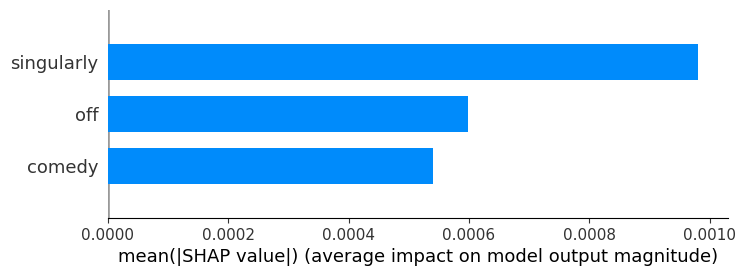 singularly
off
comedy
0.0000 0.0002 0.0004 0.0006 0.0008 0.0010
mean(|SHAP value|) (average impact on model output magnitude)